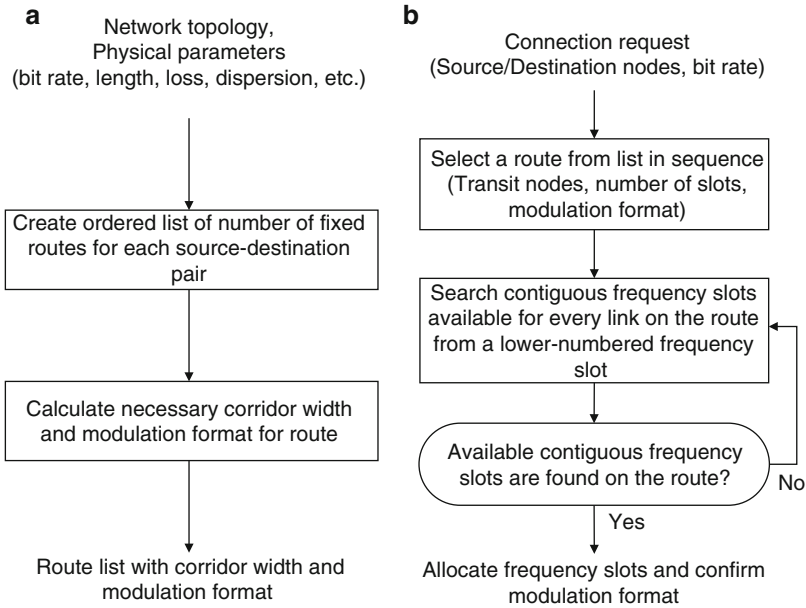 a
Network topology,
Physical parameters
(bit rate, length, loss, dispersion, etc.)
Create ordered list of number of fixed
routes for each source-destination
pair
Calculate necessary corridor width
and modulation format for route
Route list with corridor width and
modulation format
b
Connection request
(Source/Destination nodes, bit rate)
Select a route from list in sequence
(Transit nodes, number of slots,
modulation format)
Search contiguous frequency slots
available for every link on the route
from a lower-numbered frequency
slot
Available contiguous frequency
slots are found on the route?
No
Yes
Allocate frequency slots and confirm
modulation format